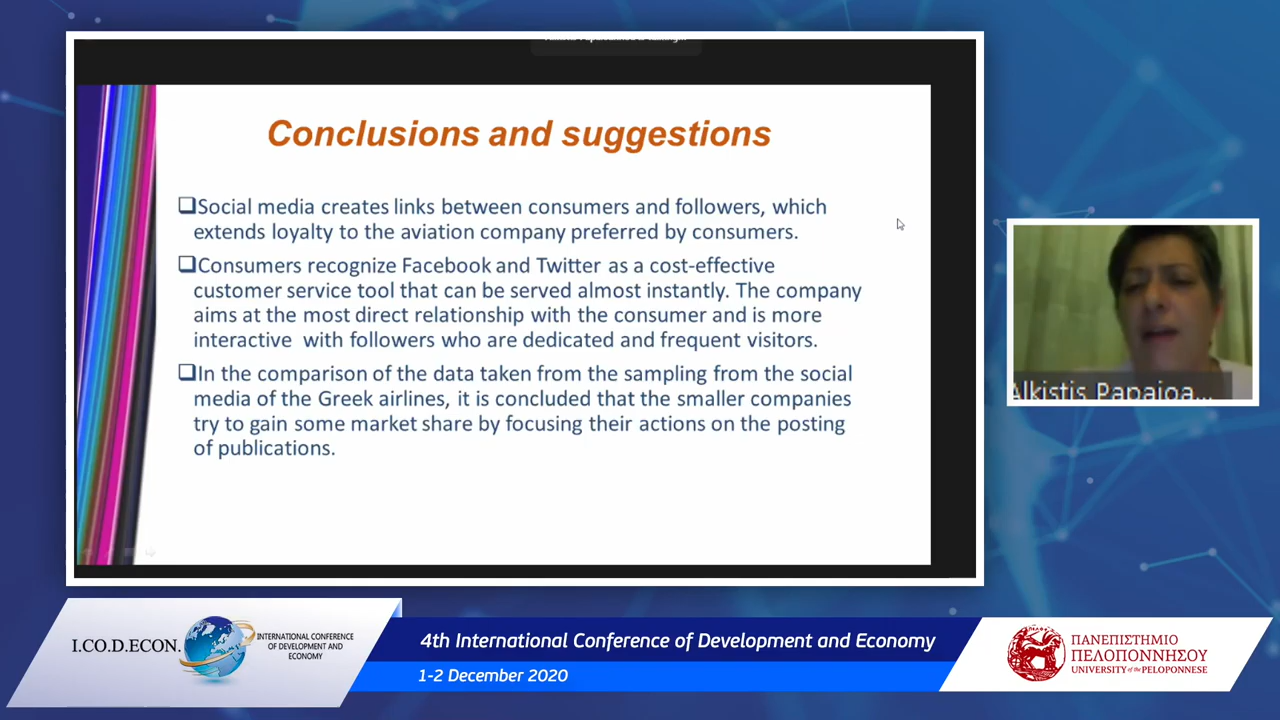 Conclusions and suggestions
❑Social media creates links between consumers and followers, which
extends loyalty to the aviation company preferred by consumers.
❑Consumers recognize Facebook and Twitter as a cost-effective
customer service tool that can be served almost instantly. The company
aims at the most direct relationship with the consumer and is more
interactive with followers who are dedicated and frequent visitors.
❑In the comparison of the data taken from the sampling from the social
media of the Greek airlines, it is concluded that the smaller companies
try to gain some market share by focusing their actions on the posting
of publications.
Alkistis Papaioa...
I.CO.D.ECON.
INTERNATIONAL CONFERENCE
OF DEVELOPMENT AND
ECONOMY
4th International Conference of Development and Economy
1-2 December 2020
ΠΑΝΕΠΙΣΤΗΜΙΟ
ΠΕΛΟΠΟΝΝΗΣΟΥ
UNIVERSITY of the PELOPONNESE